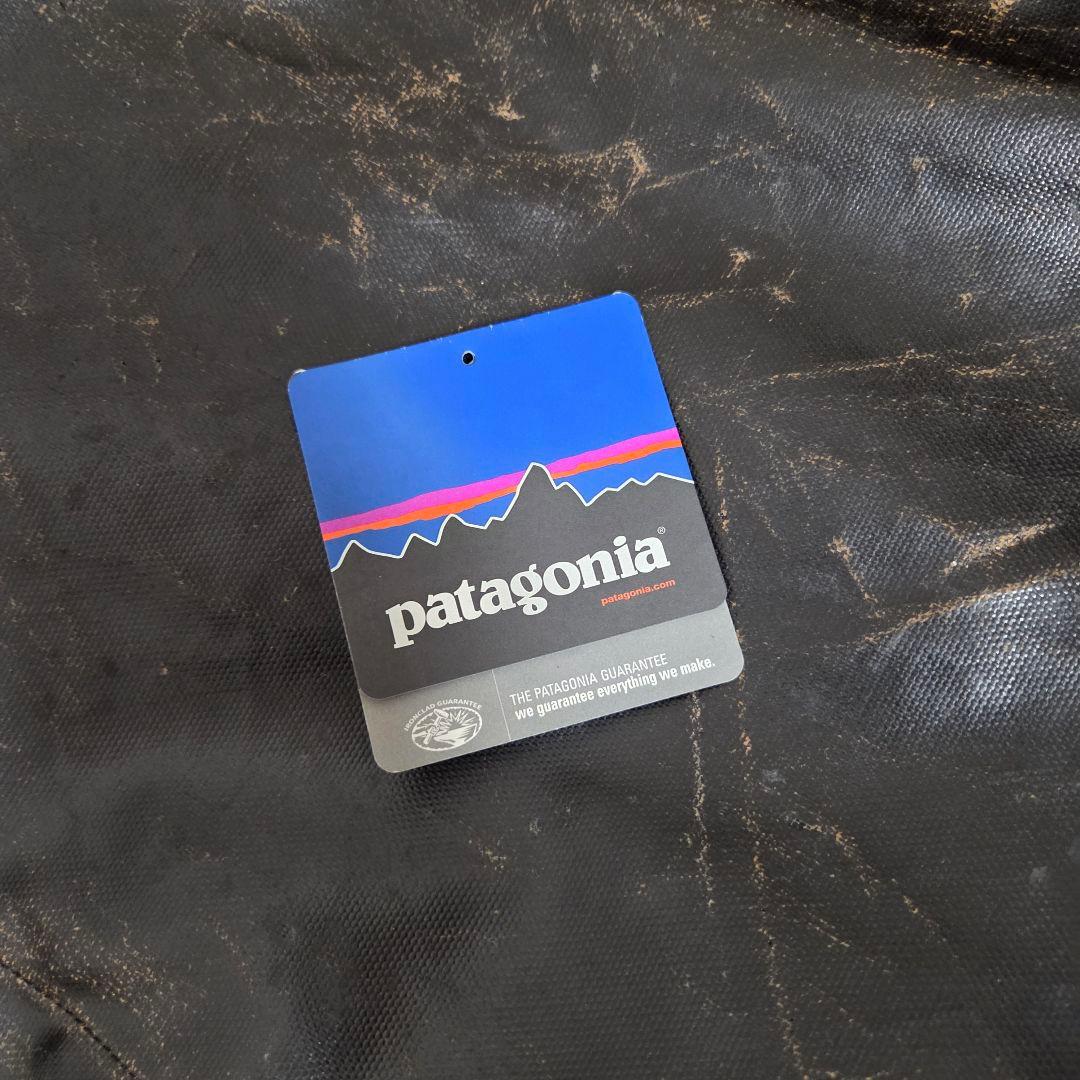 patagonia®
patagonia.com
IRONCLAD GUARANTEE
THE PATAGONIA GUARANTEE
we guarantee everything we make.